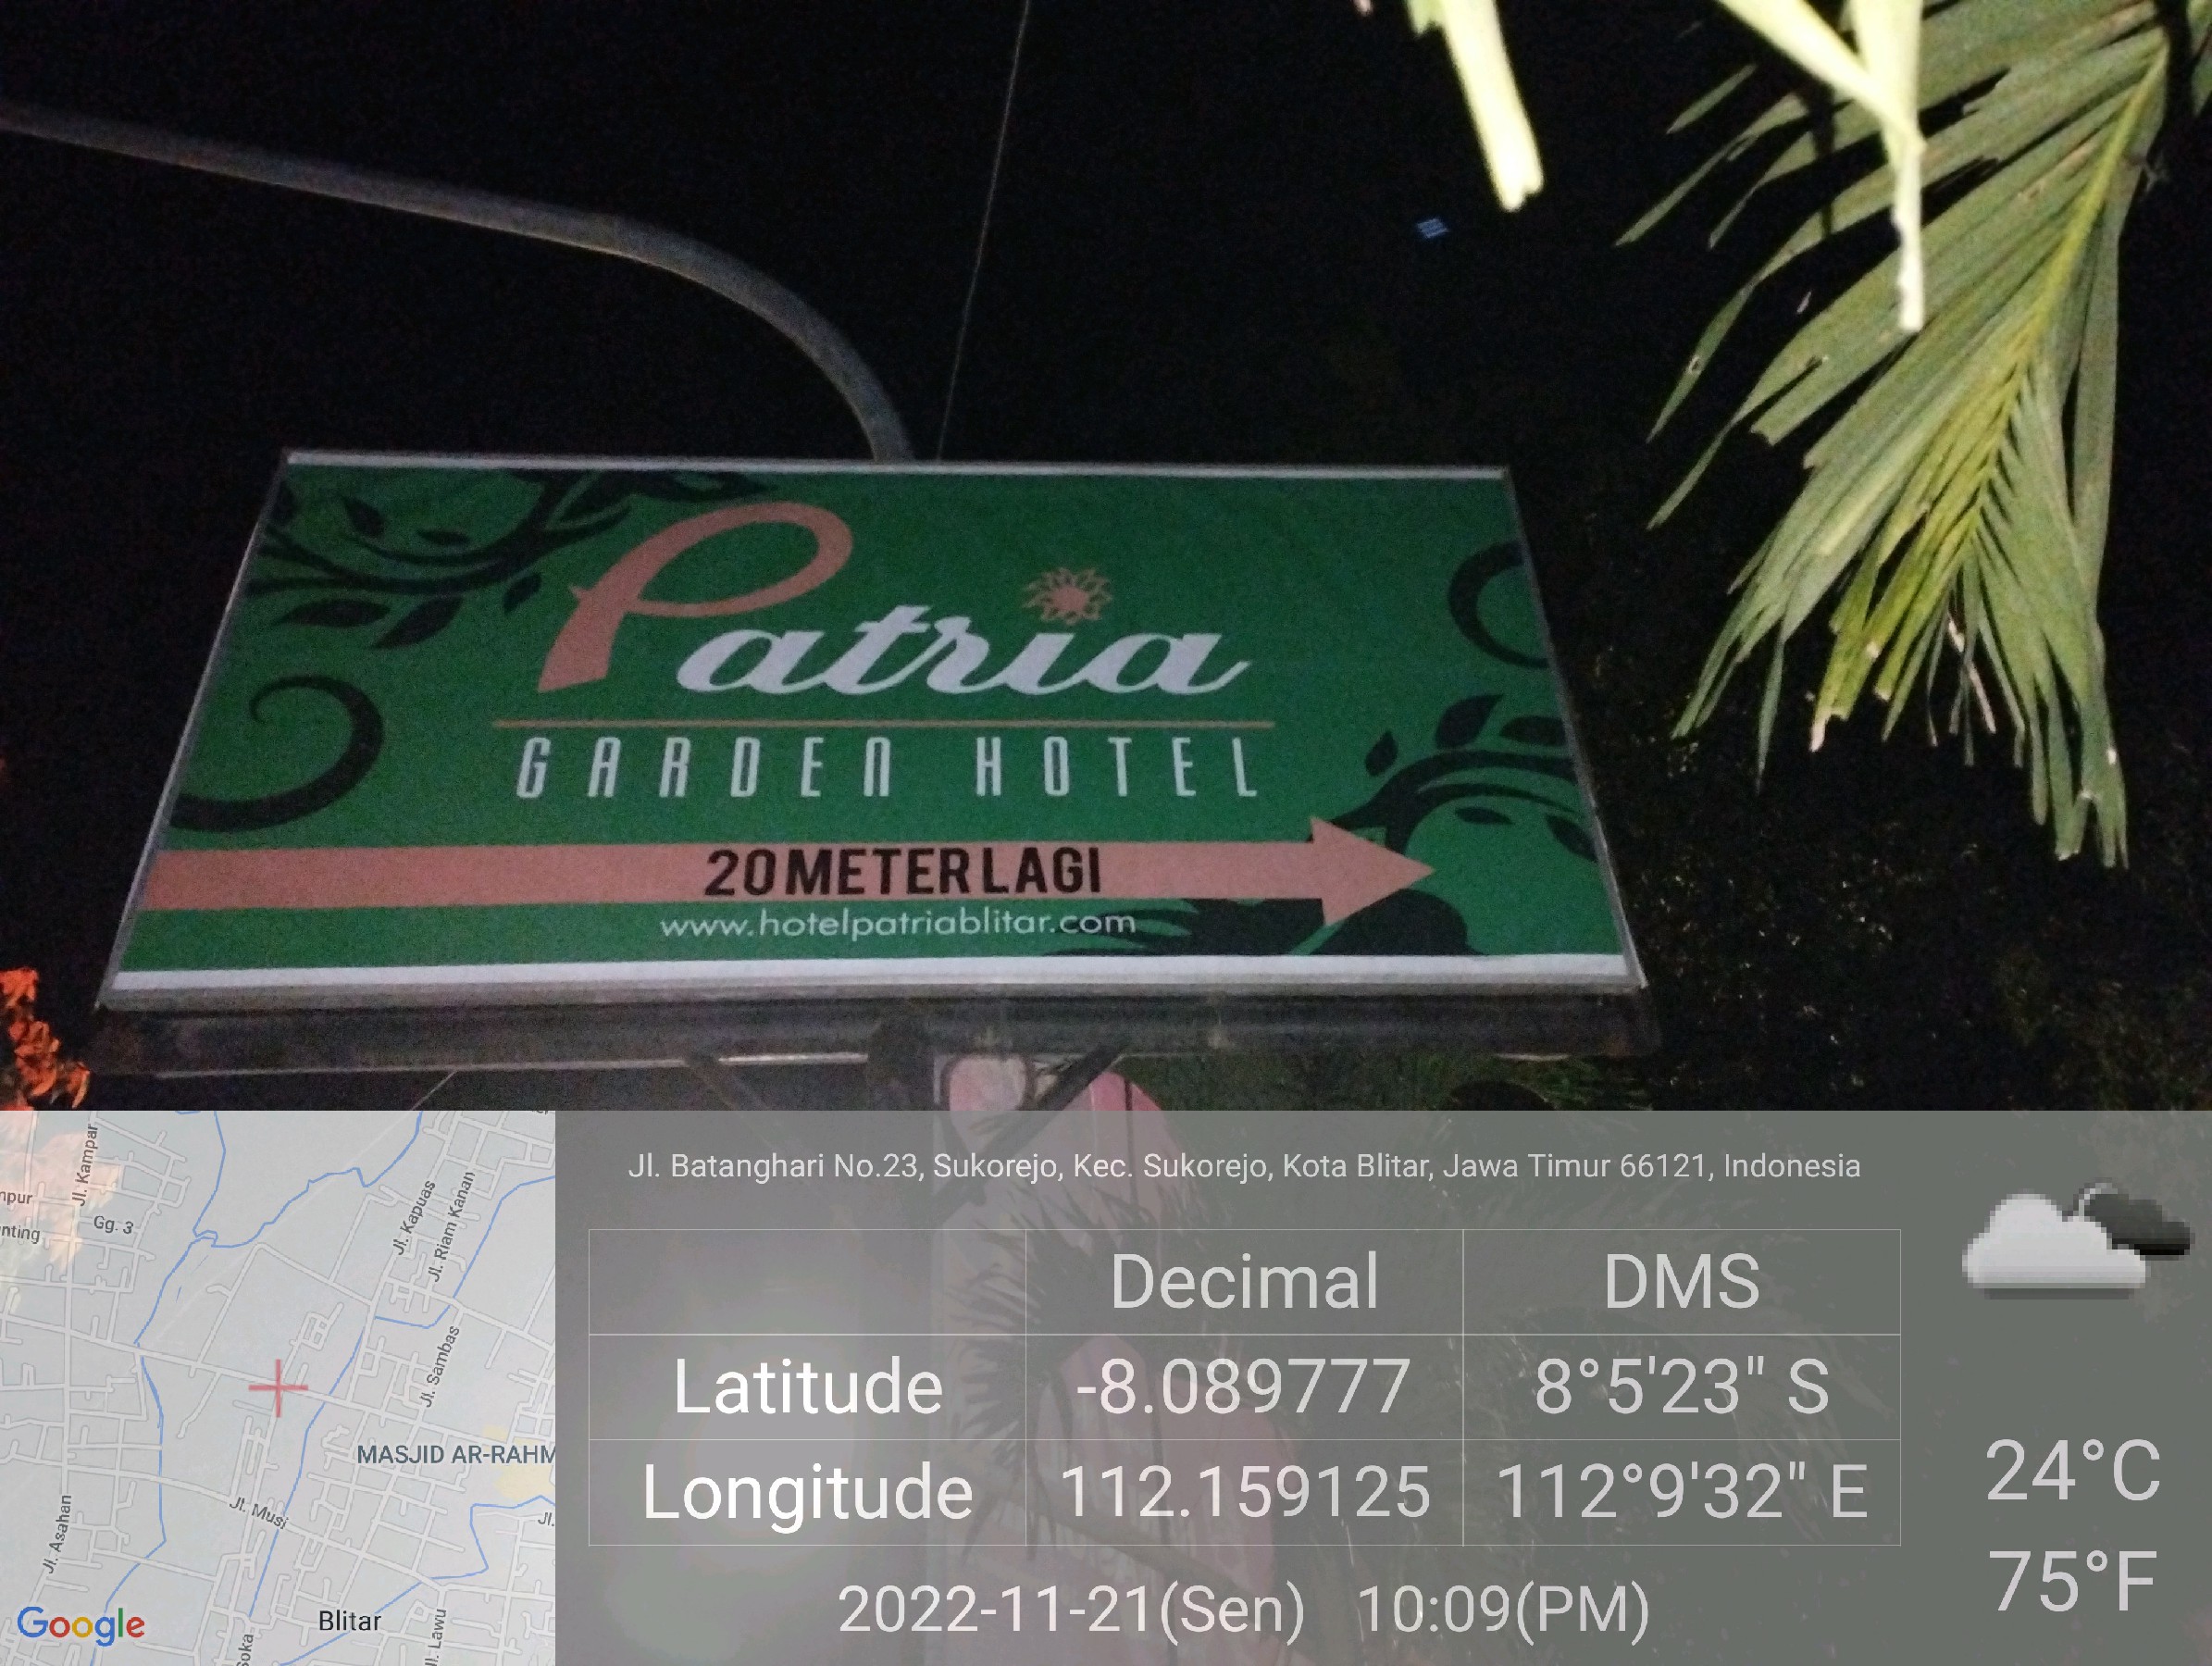 Patria
GARDEN HOTEL
20 METER LAGI
www.hotelpatriablitar.com
Jl. Batanghari No.23, Sukorejo, Kec. Sukorejo, Kota Blitar, Jawa Timur 66121, Indonesia
Decimal DMS
Latitude -8.089777 8°5'23" S
Longitude 112.159125 112°9'32" E
2022-11-21(Sen) 10:09(PM)
24°C
75°F
Jl. Kampar
Gg. 3
Jl. Kapuas
Jl. Riam Kanan
Jl. Sambas
MASJID AR-RAHM
Jl. Musi
Jl.
Jl. Asahan
Google
Blitar
Jl. Lawu